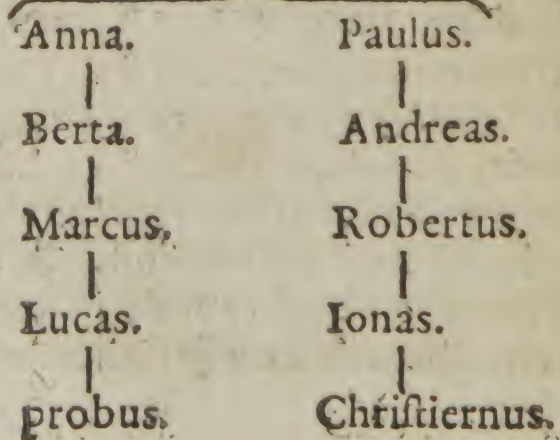 Anna. Paulus.
Berta. Andreas.
Marcus, Robertus.
Lucas. Ionas.
probus. Chriſtiernus.